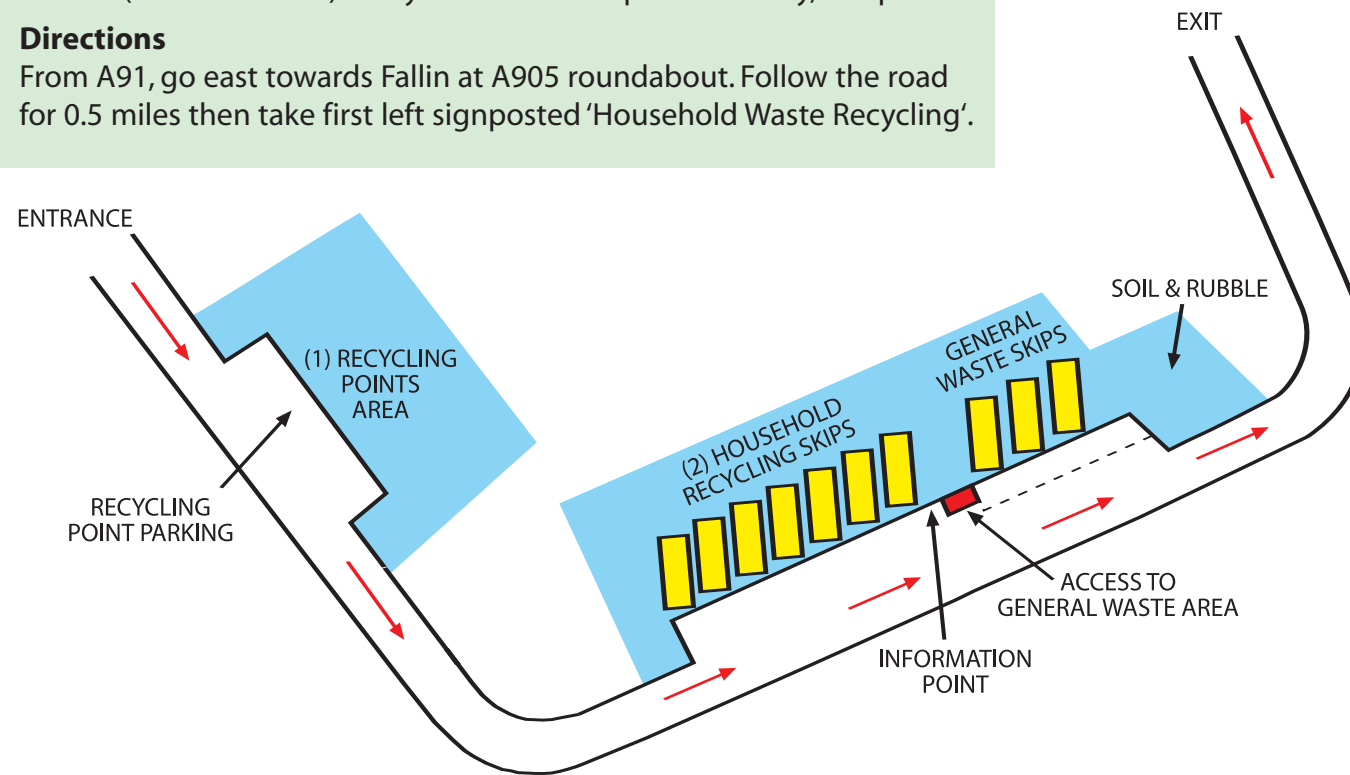 Directions
From A91, go east towards Fallin at A905 roundabout. Follow the road
for 0.5 miles then take first left signposted ‘Household Waste Recycling‘.
EXIT
ENTRANCE
(1) RECYCLING
POINTS
AREA
RECYCLING
POINT PARKING
(2) HOUSEHOLD
RECYCLING SKIPS
GENERAL
WASTE SKIPS
SOIL & RUBBLE
ACCESS TO
GENERAL WASTE AREA
INFORMATION
POINT